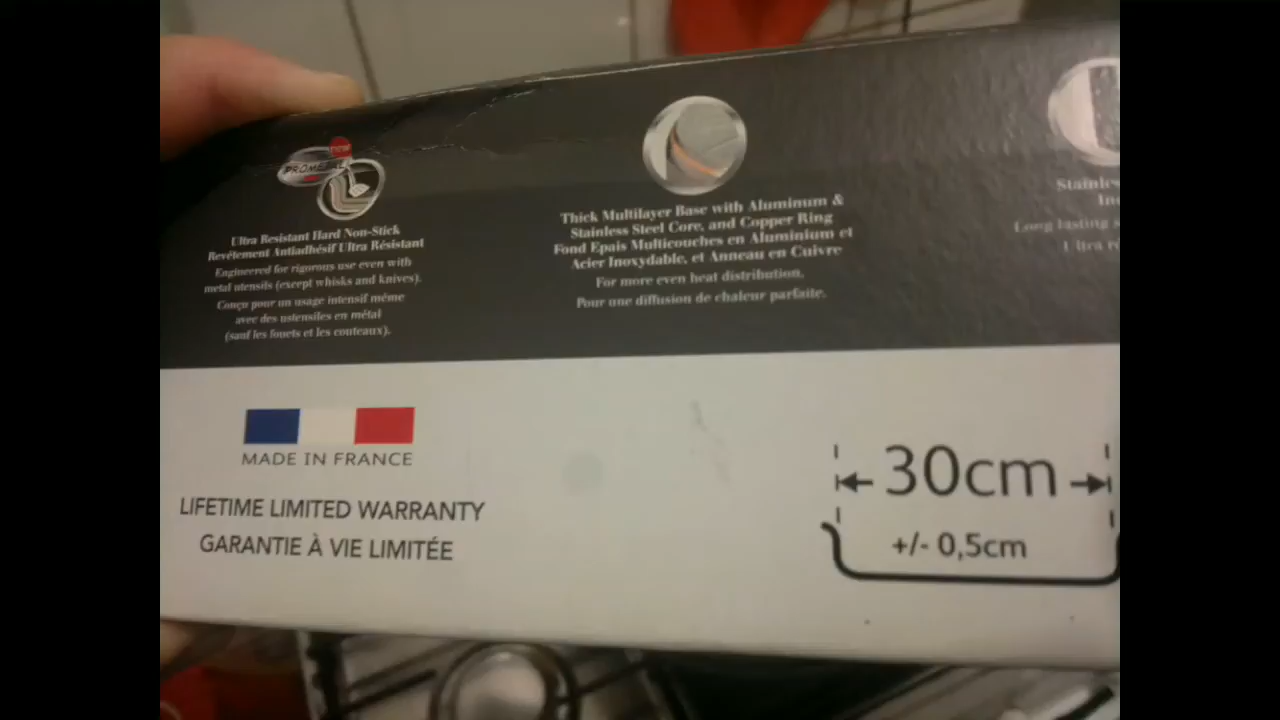 PROMETAL
Ultra Resistant Hard Non-Stick
Revêtement Antiadhésif Ultra Résistant
Engineered for rigorous use even with
metal utensils (except whisks and knives).
Conçu pour un usage intensif même
avec des ustensiles en métal
(sauf les fouets et les couteaux).
Thick Multilayer Base with Aluminum &
Stainless Steel Core, and Copper Ring
Fond Epais Multicouches en Aluminium et
Acier Inoxydable, et Anneau en Cuivre
For more even heat distribution.
Pour une diffusion de chaleur parfaite.
Long lasting
Ultra
MADE IN FRANCE
LIFETIME LIMITED WARRANTY
GARANTIE À VIE LIMITÉE
30cm
+/- 0,5cm